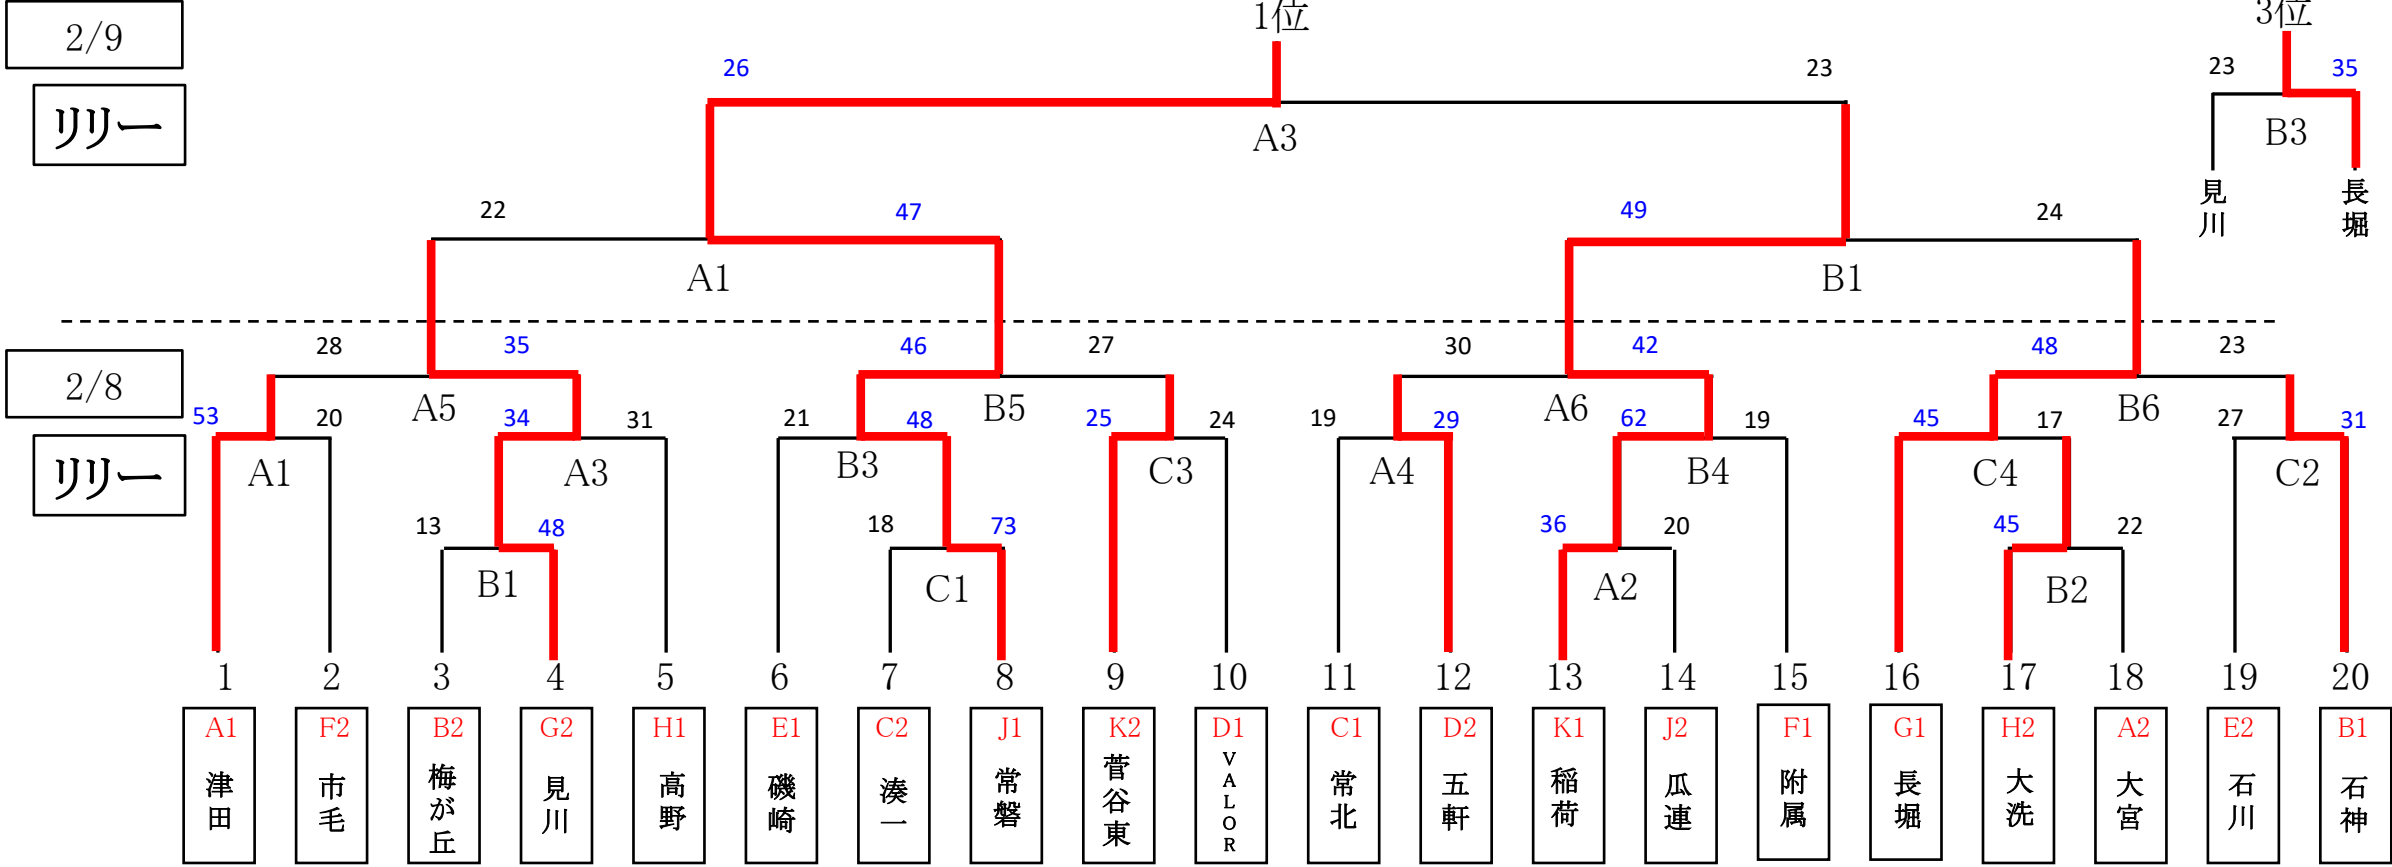 2/9
1位
3位
リリー
26
23
23
35
A3
B3
見川
長堀
22
47
49
24
A1
B1
2/8
28
35
46
27
30
42
48
23
リリー
A5
B5
A6
B6
53
20
34
31
21
48
25
24
19
29
62
19
45
17
27
31
A1
A3
B3
C3
A4
B4
C4
C2
13
48
18
73
36
20
45
22
B1
C1
A2
B2
1 2 3 4 5 6 7 8 9 10 11 12 13 14 15 16 17 18 19 20
A1 F2 B2 G2 H1 E1 C2 J1 K2 D1 C1 D2 K1 J2 F1 G1 H2 A2 E2 B1
津田
市毛
梅が丘
見川
高野
磯崎
湊一
常磐
菅谷東
VALOR
常北
五軒
稲荷
瓜連
附属
長堀
大洗
大宮
石川
石神